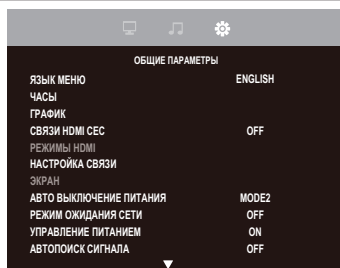 ОБЩИЕ ПАРАМЕТРЫ
ЯЗЫК МЕНЮ ENGLISH
ЧАСЫ
ГРАФИК
СВЯЗИ HDMI CEC OFF
РЕЖИМЫ HDMI
НАСТРОЙКА СВЯЗИ
ЭКРАН
АВТО ВЫКЛЮЧЕНИЕ ПИТАНИЯ MODE2
РЕЖИМ ОЖИДАНИЯ СЕТИ OFF
УПРАВЛЕНИЕ ПИТАНИЕМ ON
АВТОПОИСК СИГНАЛА OFF